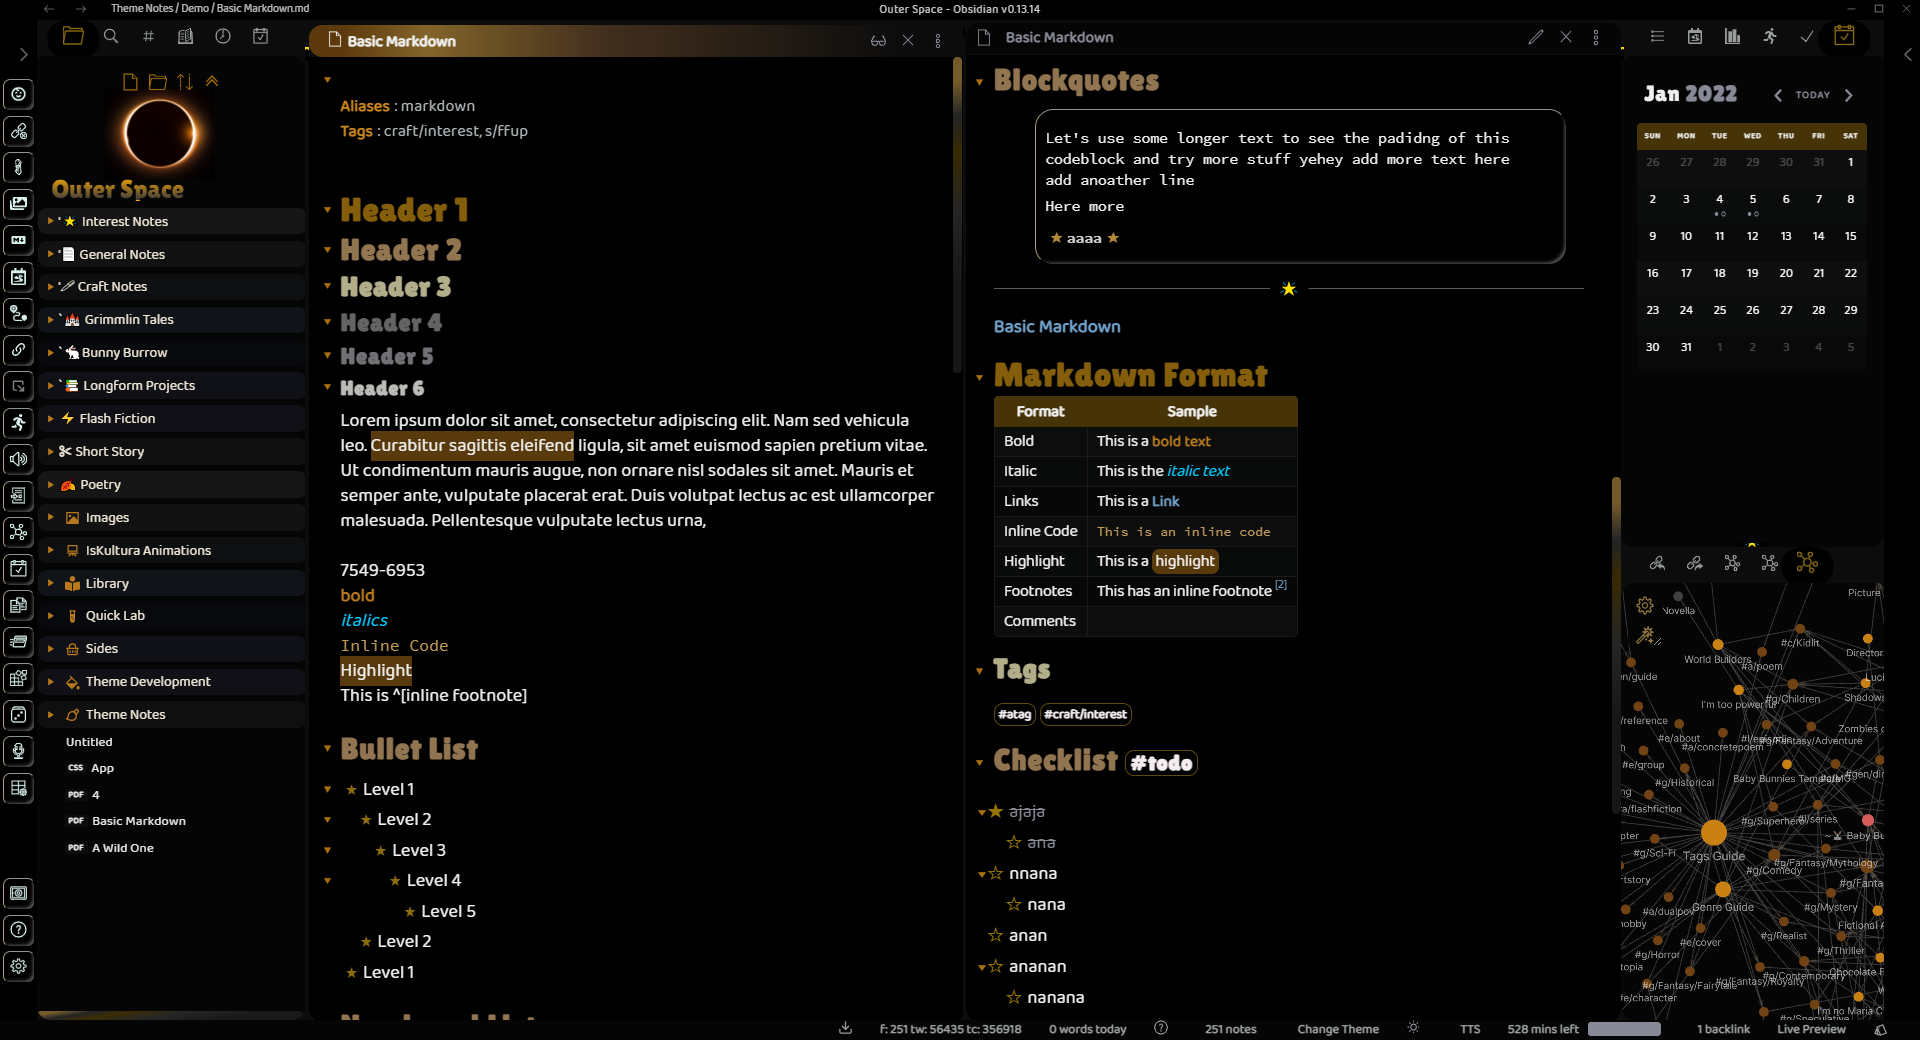 Theme Notes / Demo / Basic Markdown.md
Outer Space - Obsidian v0.13.14
Outer Space
Interest Notes
General Notes
Craft Notes
Grimmlin Tales
Bunny Burrow
Longform Projects
Flash Fiction
Short Story
Poetry
Images
IsKultura Animations
Library
Quick Lab
Sides
Theme Development
Theme Notes
Untitled
CSS App
PDF 4
PDF Basic Markdown
PDF A Wild One
Basic Markdown
Aliases : markdown
Tags : craft/interest, s/ffup
Header 1
Header 2
Header 3
Header 4
Header 5
Header 6
Lorem ipsum dolor sit amet, consectetur adipiscing elit. Nam sed vehicula
leo. Curabitur sagittis eleifend ligula, sit amet euismod sapien pretium vitae.
Ut condimentum mauris augue, non ornare nisl sodales sit amet. Mauris et
semper ante, vulputate placerat erat. Duis volutpat lectus ac est ullamcorper
malesuada. Pellentesque vulputate lectus urna,
7549-6953
bold
italics
Inline Code
Highlight
This is ^[inline footnote]
Bullet List
Level 1
Level 2
Level 3
Level 4
Level 5
Level 2
Level 1
Basic Markdown
Blockquotes
Let's use some longer text to see the padidng of this
codeblock and try more stuff yehey add more text here
add anoather line
Here more
★ aaaa ★
Basic Markdown
Markdown Format
Format Sample
Bold This is a bold text
Italic This is the italic text
Links This is a Link
Inline Code This is an inline code
Highlight This is a highlight
Footnotes This has an inline footnote [2]
Comments
Tags
#atag #craft/interest
Checklist #todo
ajaja
ana
nnana
nana
anan
ananan
nanana
Jan 2022
TODAY
SUN MON TUE WED THU FRI SAT
26 27 28 29 30 31 1
2 3 4 5 6 7 8
9 10 11 12 13 14 15
16 17 18 19 20 21 22
23 24 25 26 27 28 29
30 31 1 2 3 4 5
Picture
Novella
#c/Kidlit
World Builders
#a/poem
Director
en/guide
#g/Children
Shadows
I'm too powerful
/reference
Zombies
#e/about
#a/concretepoem
#g/Fantasy/Adventure
#e/group
#g/Historical
#gen/di
a/flashfiction
#g/Superhero
#l/series
Baby Bu
#g/Sci-Fi
Tags Guide
#g/Fantasy/Mythology
#g/Comedy
rtstory
#g/Fanta
#a/dualpov
Genre Guide
#g/Mystery
hobby
Fictional A
#e/cover
#g/Realist
#g/Thriller
#g/Horror
topia
#g/Contemporary
Chocolate F
#g/Fantasy/Fairytale
#g/Fantasy/Royalty
#e/character
I'm no Maria C
#g/Speculative
f: 251 tw: 56435 tc: 356918
0 words today
251 notes
Change Theme
TTS
528 mins left
1 backlink
Live Preview